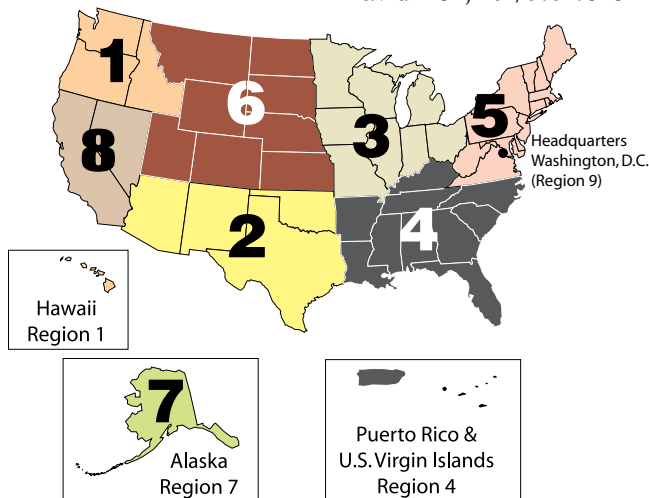 1
6
3
5
8
Headquarters
Washington, D.C.
(Region 9)
2
4
Hawaii
Region 1
7
Alaska
Region 7
Puerto Rico &
U.S. Virgin Islands
Region 4